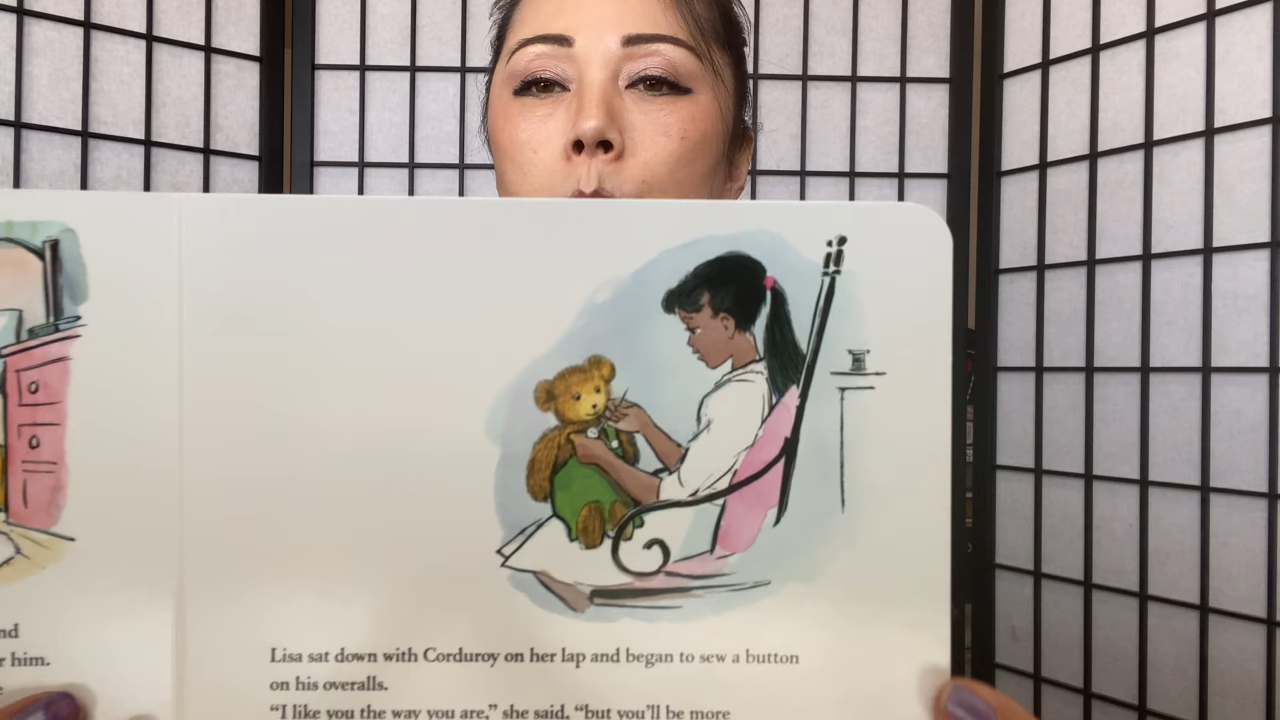 nd
r him.
e
Lisa sat down with Corduroy on her lap and began to sew a button
on his overalls.
“I like you the way you are,” she said, “but you’ll be more